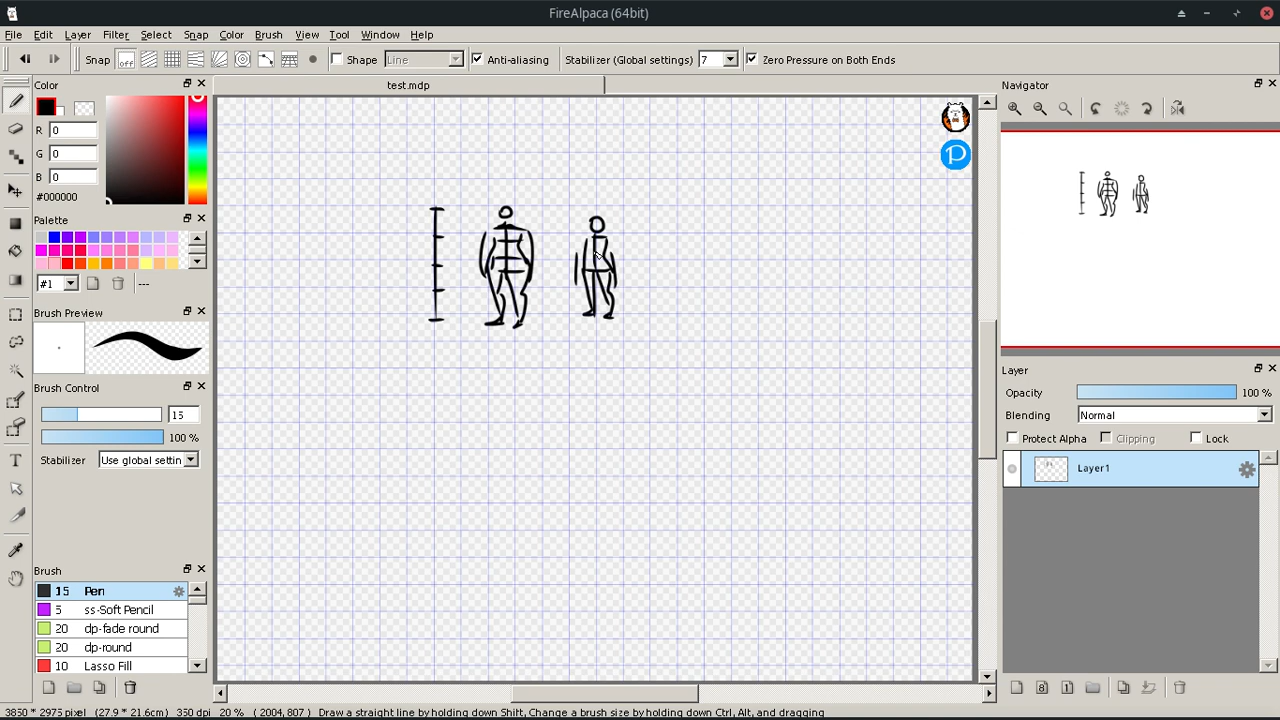 FireAlpaca (64bit)
File Edit Layer Filter Select Snap Color Brush View Tool Window Help
Snap off Shape Line Anti-aliasing Stabilizer (Global settings) 7 Zero Pressure on Both Ends
Color
R 0
G 0
B 0
#000000
Palette
#1 ---
Brush Preview
Brush Control
15
100 %
Stabilizer Use global settin
Brush
15 Pen
5 ss-Soft Pencil
20 dp-fade round
20 dp-round
10 Lasso Fill
test.mdp
P
Navigator
Layer
Opacity 100 %
Blending Normal
Protect Alpha Clipping Lock
Layer1
8 1
3850 * 2975 pixel (27.9 * 21.6cm) 350 dpi 20 % ( 2004, 807 ) Draw a straight line by holding down Shift, Change a brush size by holding down Ctrl, Alt, and dragging